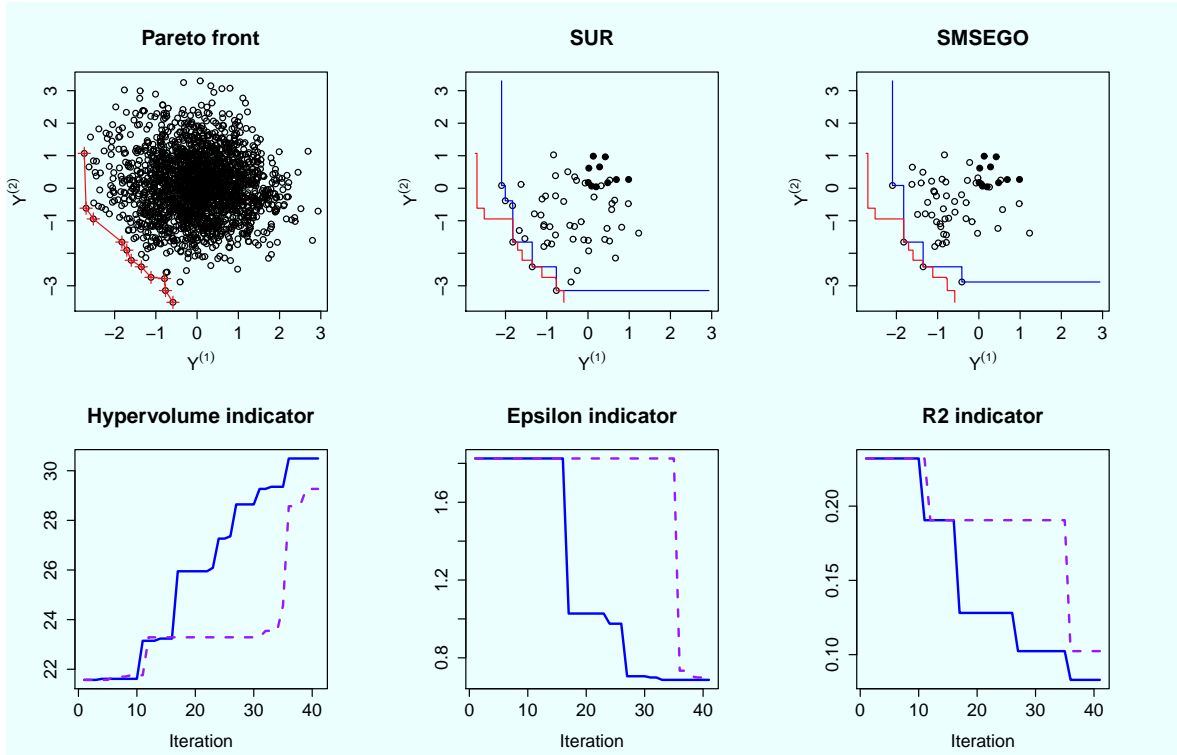 Pareto front
SUR
SMSEGO
3
2
1
0
−1
−3
Y(2)
−2 −1 0 1 2 3
Y(1)
3
2
1
0
−1
−3
Y(2)
−2 −1 0 1 2 3
Y(1)
3
2
1
0
−1
−3
Y(2)
−2 −1 0 1 2 3
Y(1)
Hypervolume indicator
Epsilon indicator
R2 indicator
30
28
26
24
22
0 10 20 30 40
Iteration
1.6
1.2
0.8
0 10 20 30 40
Iteration
0.20
0.15
0.10
0 10 20 30 40
Iteration